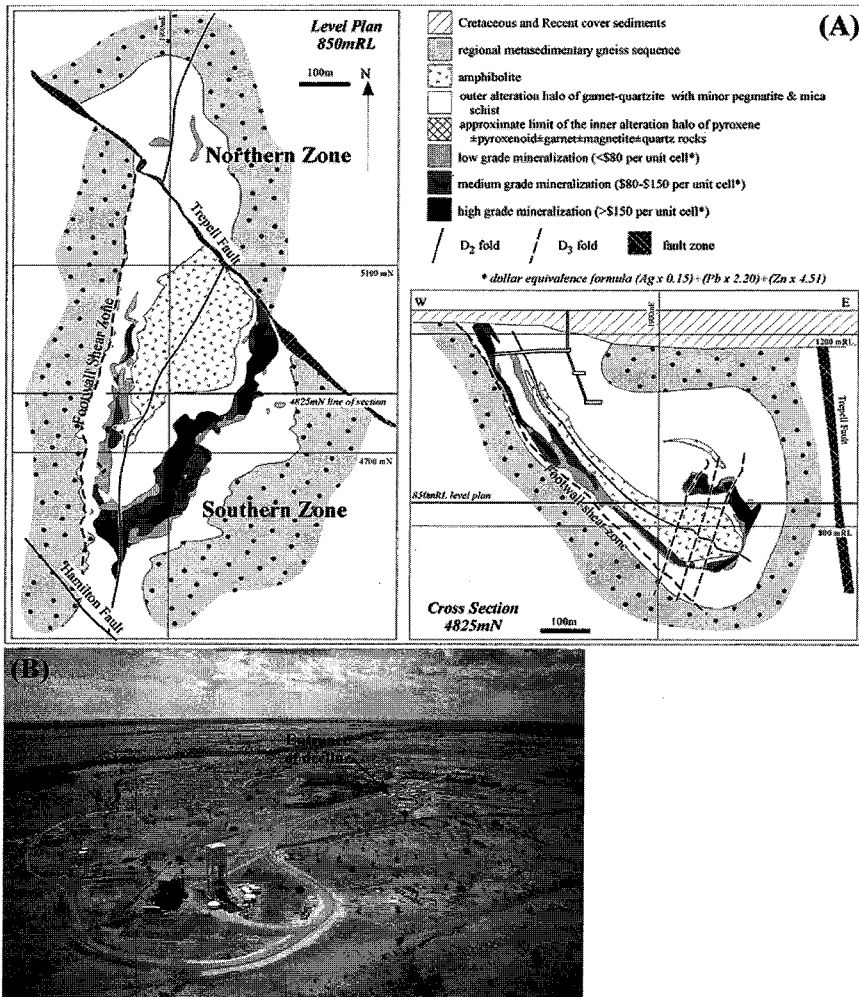 Level Plan
850mRL
100m
N
1900mE
Northern Zone
Trepell Fault
5100 mN
Footwall Shear Zone
4825mN line of section
4700 mN
Southern Zone
Hamilton Fault
(A)
Cretaceous and Recent cover sediments
regional metasedimentary gneiss sequence
amphibolite
outer alteration halo of garnet-quartzite with minor pegmatite & mica
schist
approximate limit of the inner alteration halo of pyroxene
±pyroxenoid±garnet±magnetite±quartz rocks
low grade mineralization (<$80 per unit cell*)
medium grade mineralization ($80-$150 per unit cell*)
high grade mineralization (>$150 per unit cell*)
D2 fold
D3 fold
fault zone
* dollar equivalence formula (Ag x 0.15)+(Pb x 2.20)+(Zn x 4.51)
W
E
1900mE
1200 mRL
Trepell Fault
Footwall shear zone
850mRL level plan
800 mRL
Cross Section
4825mN
100m
(B)
Entrance
of decline